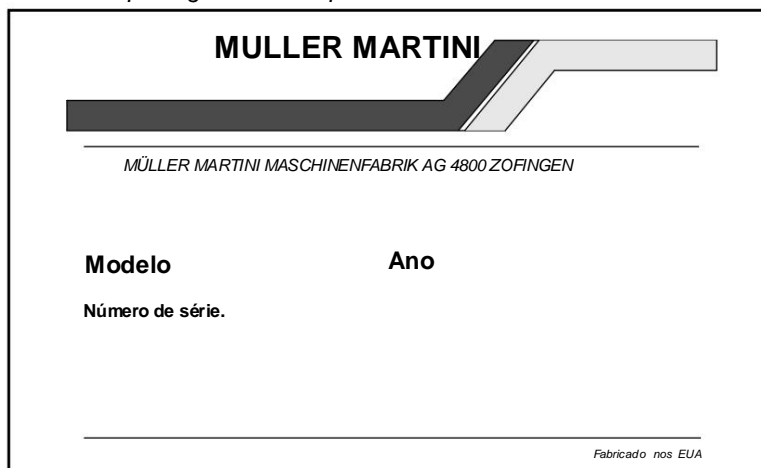 MULLER MARTINI
MÜLLER MARTINI MASCHINENFABRIK AG 4800 ZOFINGEN
Modelo Ano
Número de série.
Fabricado nos EUA